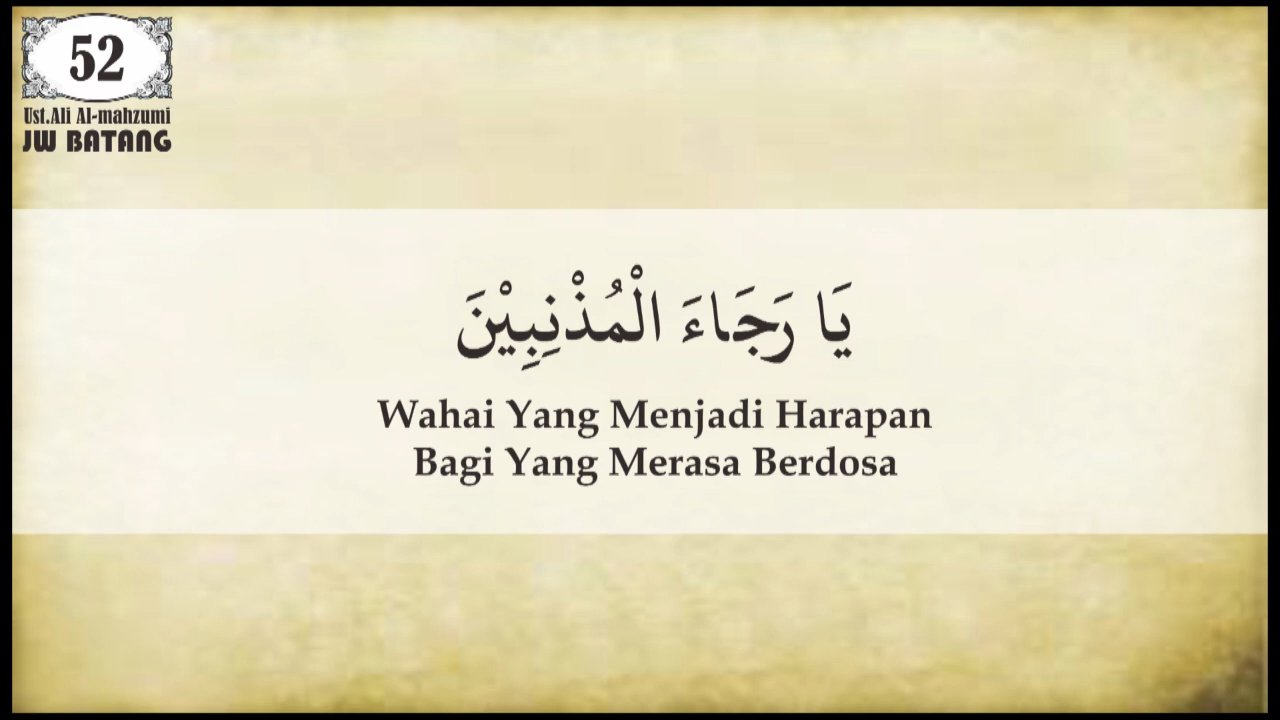 52
Ust.Ali Al-mahzumi
JW BATANG
يَا رَجَاءَ الْمُذْنِبِيْنَ
Wahai Yang Menjadi Harapan
Bagi Yang Merasa Berdosa